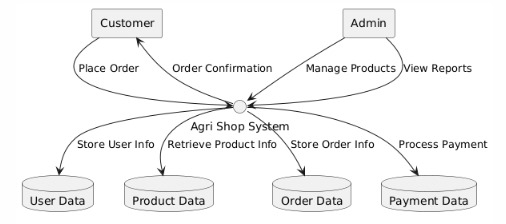 Customer
Admin
Place Order
Order Confirmation
Manage Products
View Reports
Agri Shop System
Store User Info
Retrieve Product Info
Store Order Info
Process Payment
User Data
Product Data
Order Data
Payment Data